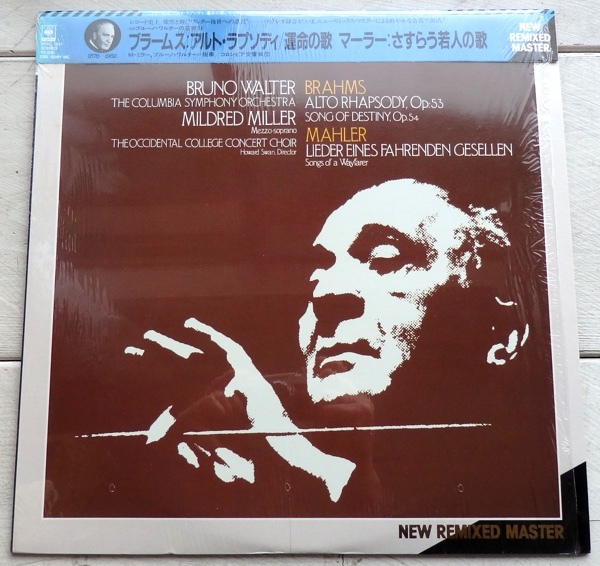 ブラームス:アルト・ラプソディ/運命の歌 マーラー:さすらう若人の歌
NEW
REMIXED
MASTER
BRUNO WALTER
THE COLUMBIA SYMPHONY ORCHESTRA
MILDRED MILLER
Mezzo-soprano
THE OCCIDENTAL COLLEGE CONCERT CHOIR
Howard Swan, Director
BRAHMS
ALTO RHAPSODY, Op.53
SONG OF DESTINY, Op.54
MAHLER
LIEDER EINES FAHRENDEN GESELLEN
Songs of a Wayfarer
NEW REMIXED MASTER